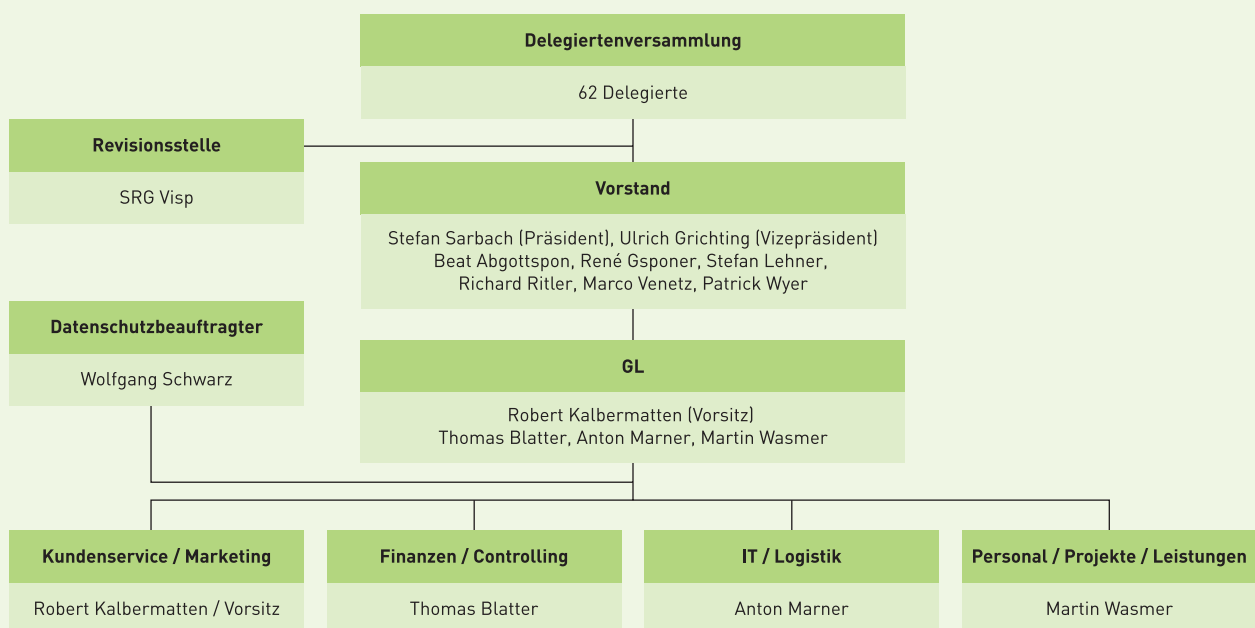 Delegiertenversammlung
62 Delegierte
Revisionsstelle
SRG Visp
Vorstand
Stefan Sarbach (Präsident), Ulrich Grichting (Vizepräsident)
Beat Abgottspon, René Gsponer, Stefan Lehner,
Richard Ritler, Marco Venetz, Patrick Wyer
Datenschutzbeauftragter
Wolfgang Schwarz
GL
Robert Kalbermatten (Vorsitz)
Thomas Blatter, Anton Marner, Martin Wasmer
Kundenservice / Marketing
Robert Kalbermatten / Vorsitz
Finanzen / Controlling
Thomas Blatter
IT / Logistik
Anton Marner
Personal / Projekte / Leistungen
Martin Wasmer